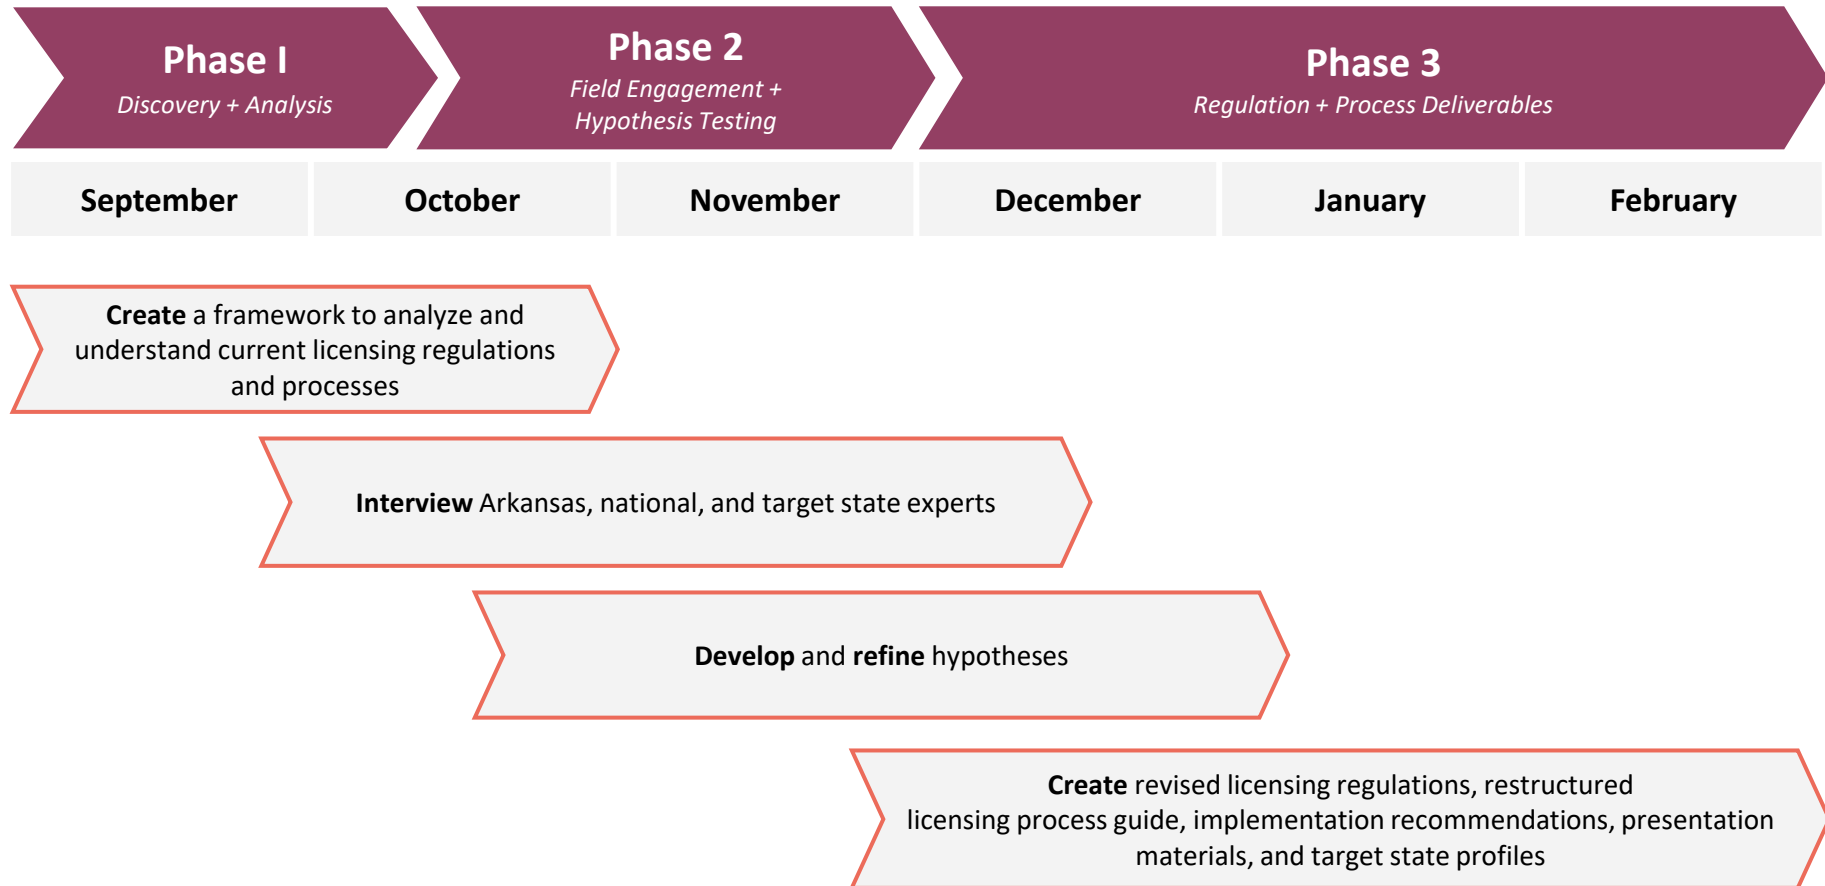 Phase I
Discovery + Analysis
Phase 2
Field Engagement +
Hypothesis Testing
Phase 3
Regulation + Process Deliverables
September
October
November
December
January
February
Create a framework to analyze and
understand current licensing regulations
and processes
Interview Arkansas, national, and target state experts
Develop and refine hypotheses
Create revised licensing regulations, restructured
licensing process guide, implementation recommendations, presentation
materials, and target state profiles